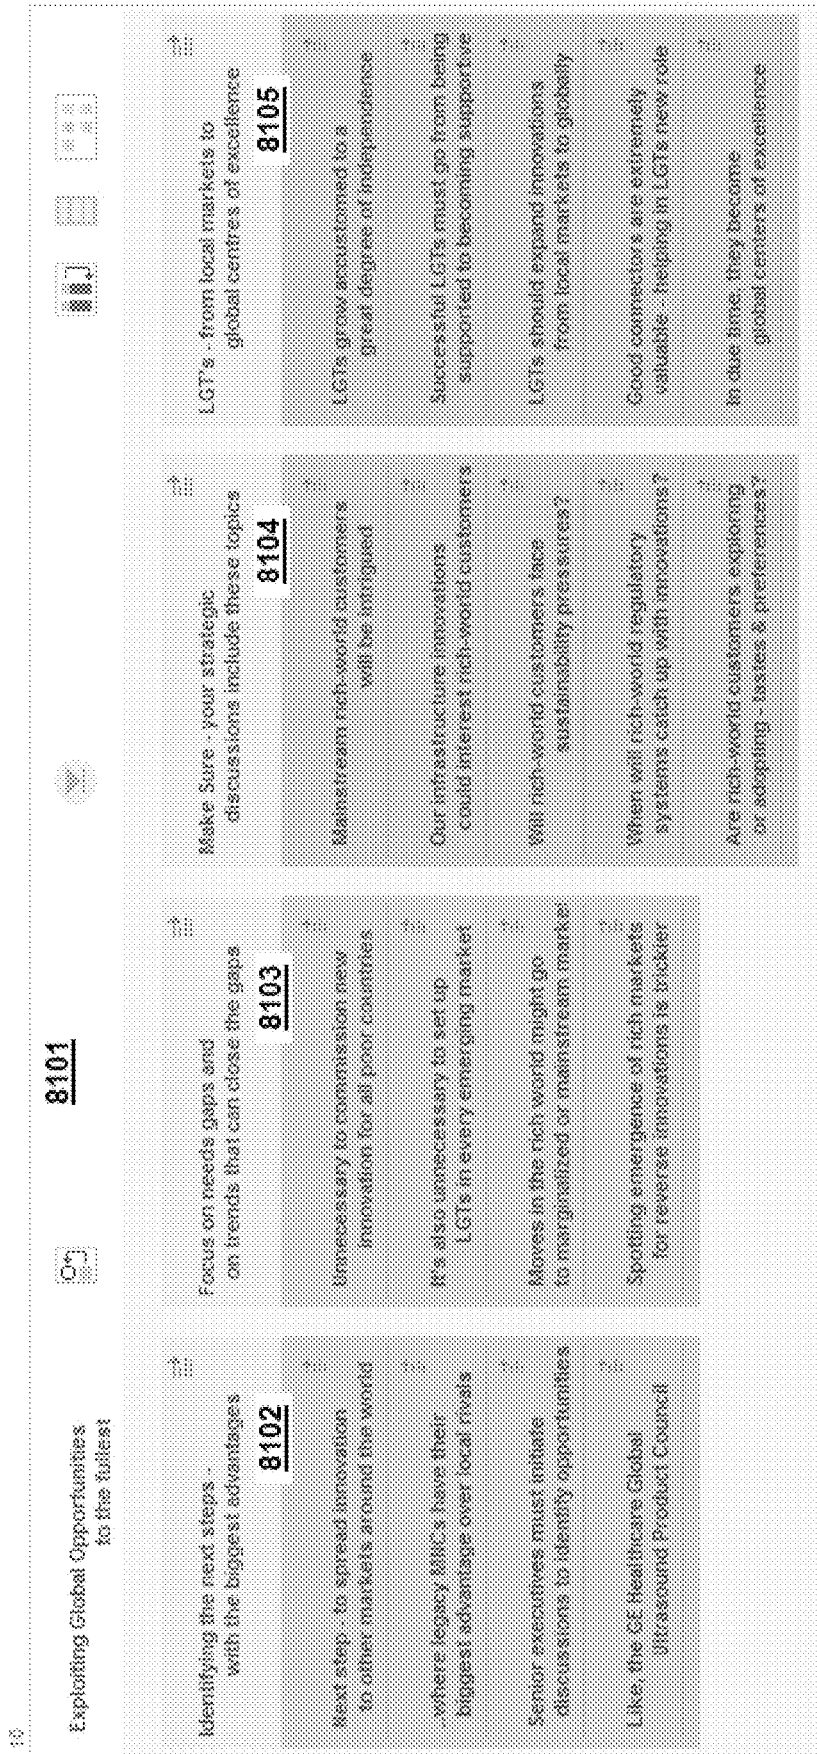 10
Exploiting Global Opportunities
to the fullest
8101
Identifying the next steps -
with the biggest advantages
8102
Next step - to spread innovation
to other markets around the world
..where legacy MNCs have their
biggest advantage over local rivals
Senior executives must initiate
discussions to identify opportunities
Like, the GE Healthcare Global
Ultrasound Product Council
Focus on needs gaps and
on trends that can close the gaps
8103
Unnecessary to commission new
innovation for all poor countries
It's also unnecessary to set up
LGTs in every emerging market
Moves in the rich world might go
to marginalized or mainstream market
Spotting emergence of rich markets
for reverse innovations is trickier
Make Sure - your strategic
discussions include these topics
8104
Mainstream rich-world customers
will be intrigued
Our infrastructure innovations
could interest rich-world customers
Will rich-world customers face
sustainability pressures?
When will rich-world regulatory
systems catch up with innovations?
Are rich-world customers exploring
or adopting - tastes & preferences?
LGT's - from local markets to
global centres of excellence
8105
LGTs grow accustomed to a
great degree of independence
Successful LGTs must go from being
supported to becoming supportive
LGTs should expand innovations
from local markets to globally
Good connectors are extremely
valuable - helping in LGTs new role
In due time, they become
global centers of excellence